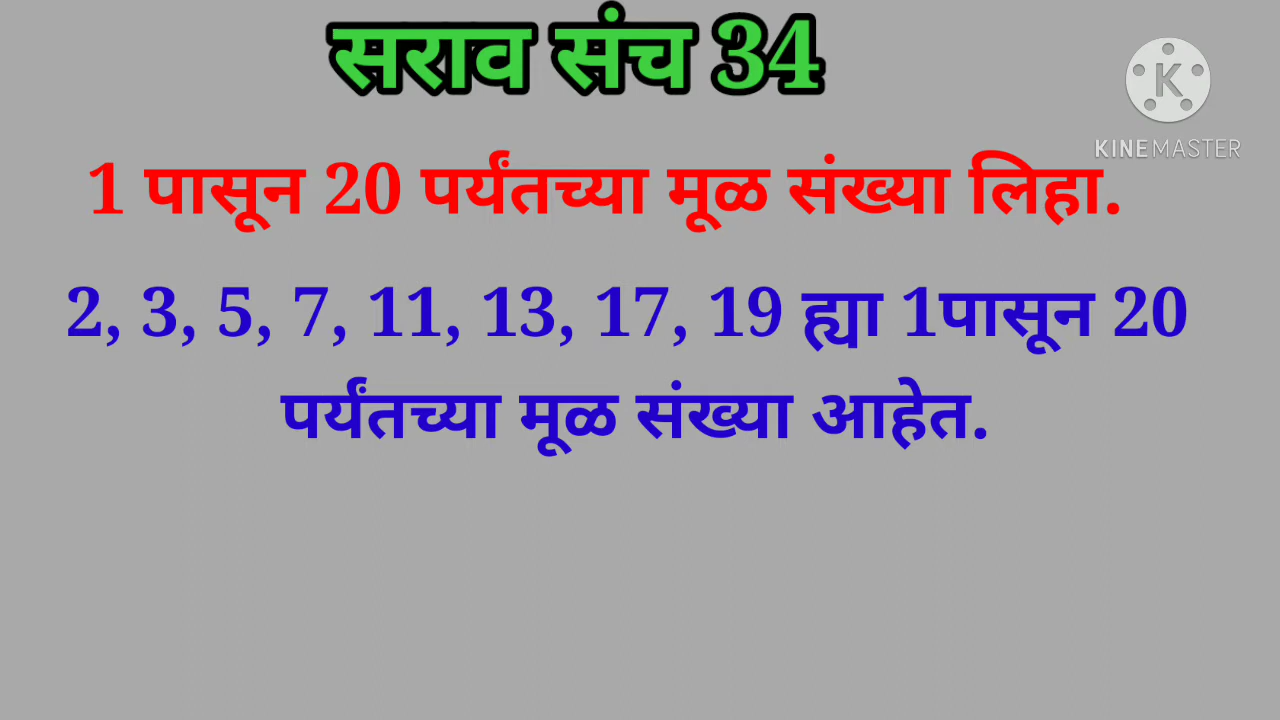 सराव संच 34
K
KINEMASTER
1 पासून 20 पर्यंतच्या मूळ संख्या लिहा.
2, 3, 5, 7, 11, 13, 17, 19 ह्या 1पासून 20
पर्यंतच्या मूळ संख्या आहेत.